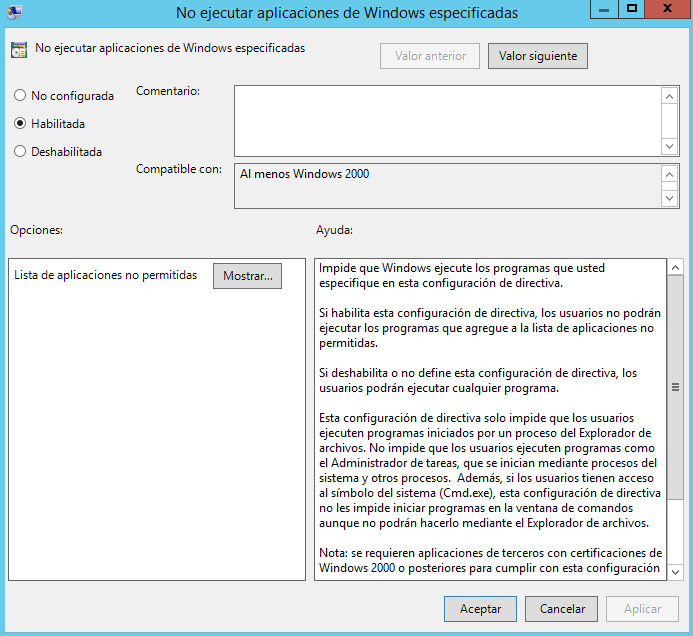 No ejecutar aplicaciones de Windows especificadas
No ejecutar aplicaciones de Windows especificadas
Valor anterior
Valor siguiente
No configurada
Comentario:
Habilitada
Deshabilitada
Compatible con:
Al menos Windows 2000
Opciones:
Ayuda:
Lista de aplicaciones no permitidas
Mostrar...
Impide que Windows ejecute los programas que usted
especifique en esta configuración de directiva.
Si habilita esta configuración de directiva, los usuarios no podrán
ejecutar los programas que agregue a la lista de aplicaciones no
permitidas.
Si deshabilita o no define esta configuración de directiva, los
usuarios podrán ejecutar cualquier programa.
Esta configuración de directiva solo impide que los usuarios
ejecuten programas iniciados por un proceso del Explorador de
archivos. No impide que los usuarios ejecuten programas como
el Administrador de tareas, que se inician mediante procesos del
sistema y otros procesos.  Además, si los usuarios tienen acceso
al símbolo del sistema (Cmd.exe), esta configuración de directiva
no les impide iniciar programas en la ventana de comandos
aunque no podrán hacerlo mediante el Explorador de archivos.
Nota: se requieren aplicaciones de terceros con certificaciones de
Windows 2000 o posteriores para cumplir con esta configuración
Aceptar
Cancelar
Aplicar